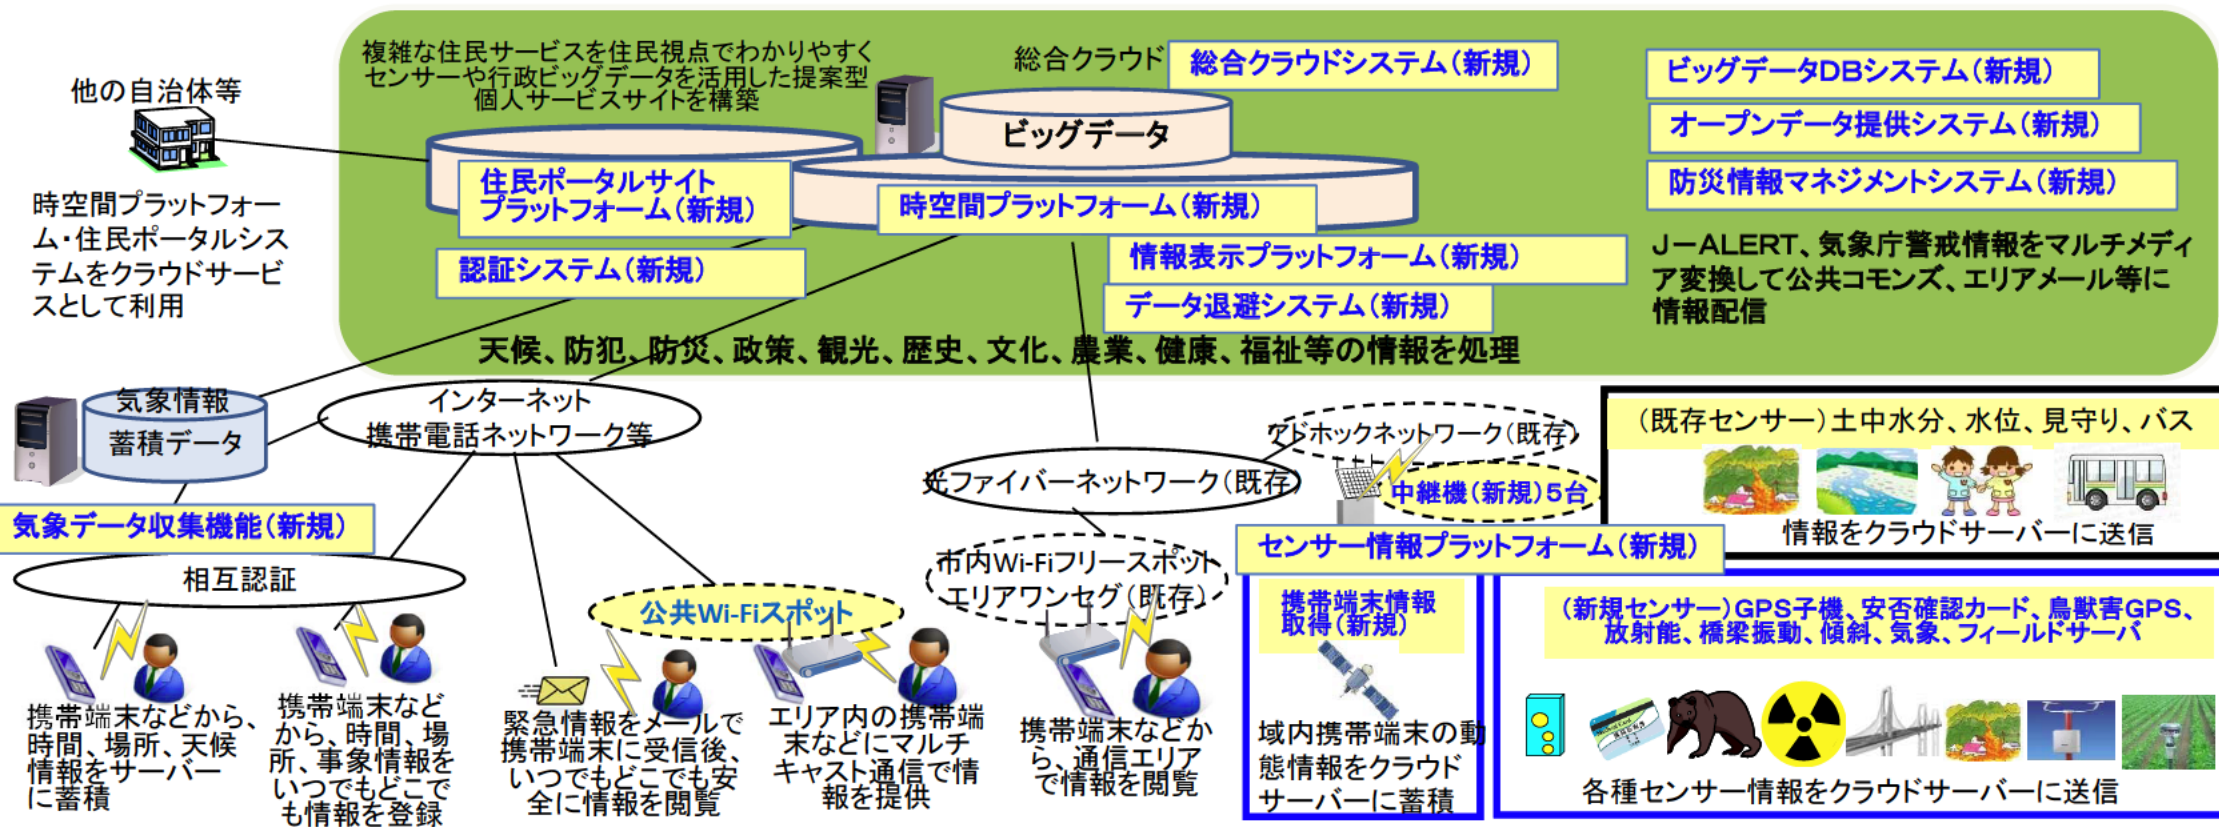 他の自治体等
時空間プラットフォー
ム・住民ポータルシス
テムをクラウドサービ
スとして利用
複雑な住民サービスを住民視点でわかりやすく
センサーや行政ビッグデータを活用した提案型
個人サービスサイトを構築
総合クラウド
総合クラウドシステム（新規）
ビッグデータ
住民ポータルサイト
プラットフォーム（新規）
時空間プラットフォーム（新規）
認証システム（新規）
情報表示プラットフォーム（新規）
データ退避システム（新規）
ビッグデータDBシステム（新規）
オープンデータ提供システム（新規）
防災情報マネジメントシステム（新規）
J－ALERT、気象庁警戒情報をマルチメディ
ア変換して公共コモンズ、エリアメール等に
情報配信
天候、防犯、防災、政策、観光、歴史、文化、農業、健康、福祉等の情報を処理
気象情報
蓄積データ
インターネット
携帯電話ネットワーク等
気象データ収集機能（新規）
相互認証
公共Wi-Fiスポット
光ファイバーネットワーク（既存）
アドホックネットワーク（既存）
中継機（新規）５台
市内Wi-Fiフリースポット
エリアワンセグ（既存）
センサー情報プラットフォーム（新規）
（既存センサー）土中水分、水位、見守り、バス
情報をクラウドサーバーに送信
携帯端末情報
取得（新規）
域内携帯端末の動
態情報をクラウド
サーバーに蓄積
（新規センサー）GPS子機、安否確認カード、鳥獣害GPS、
放射能、橋梁振動、傾斜、気象、フィールドサーバ
各種センサー情報をクラウドサーバーに送信
携帯端末などから、
時間、場所、天候
情報をサーバー
に蓄積
携帯端末など
から、時間、場
所、事象情報を
いつでもどこで
も情報を登録
緊急情報をメールで
携帯端末に受信後、
いつでもどこでも安
全に情報を閲覧
エリア内の携帯端
末などにマルチ
キャスト通信で情
報を提供
携帯端末などか
ら、通信エリア
で情報を閲覧